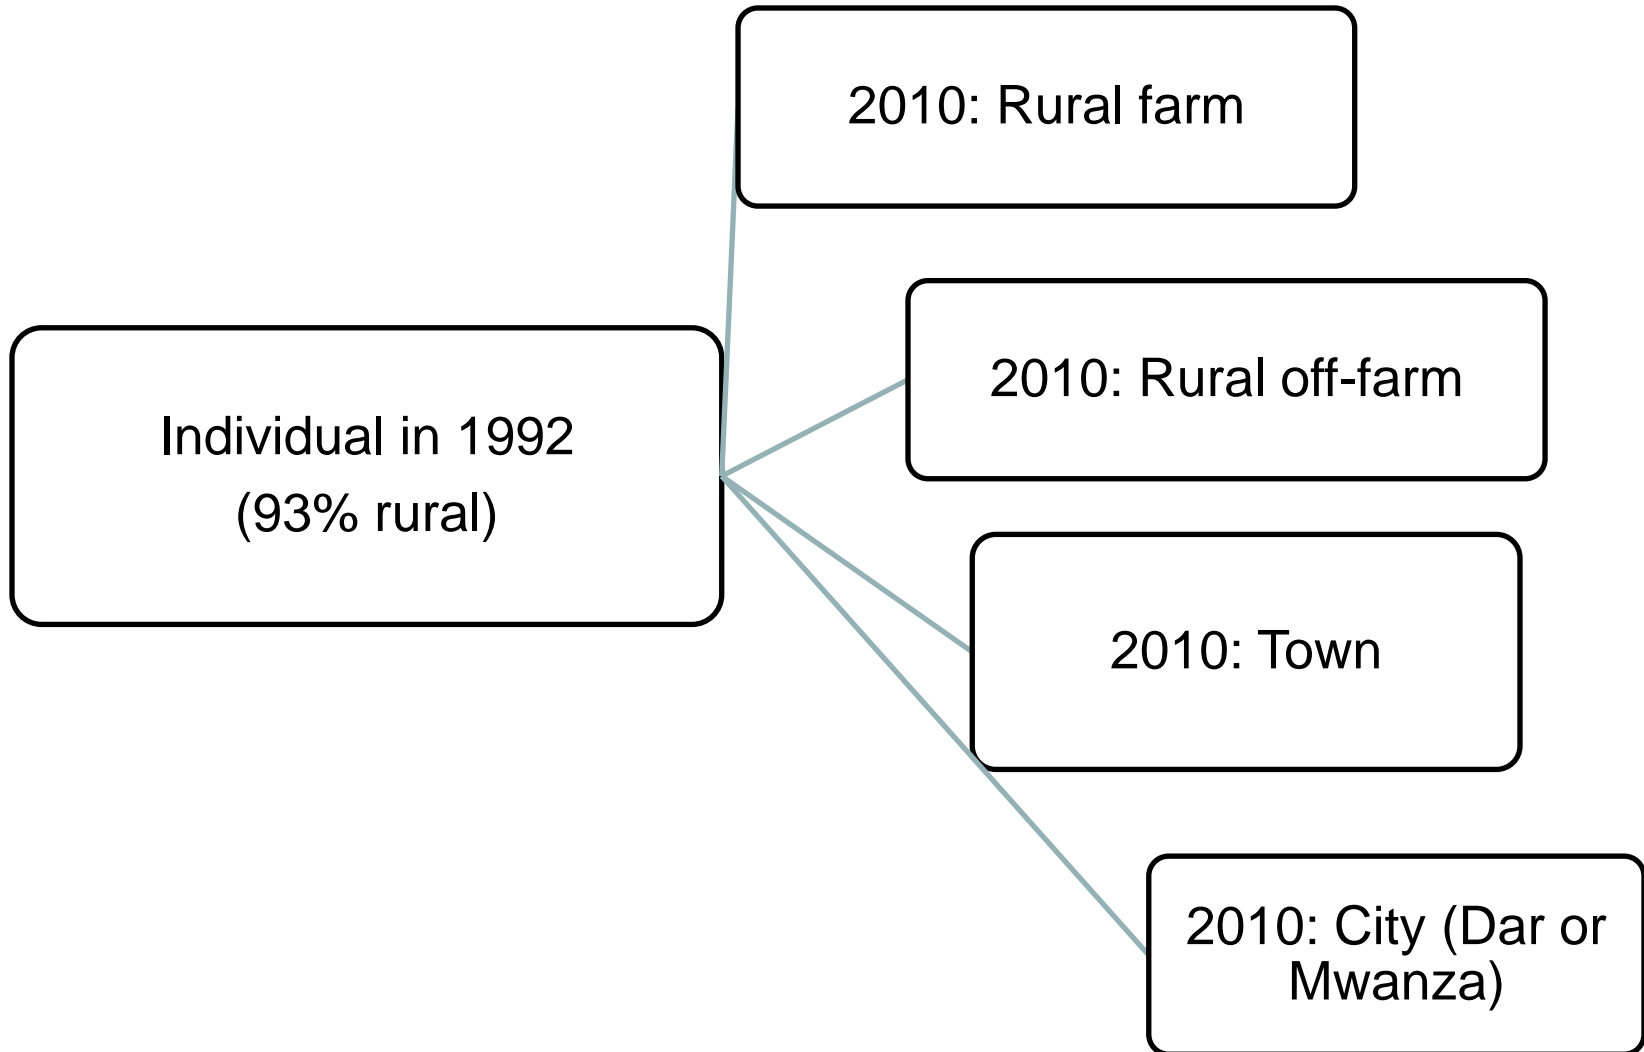 2010: Rural farm
2010: Rural off-farm
Individual in 1992
(93% rural)
2010: Town
2010: City (Dar or
Mwanza)